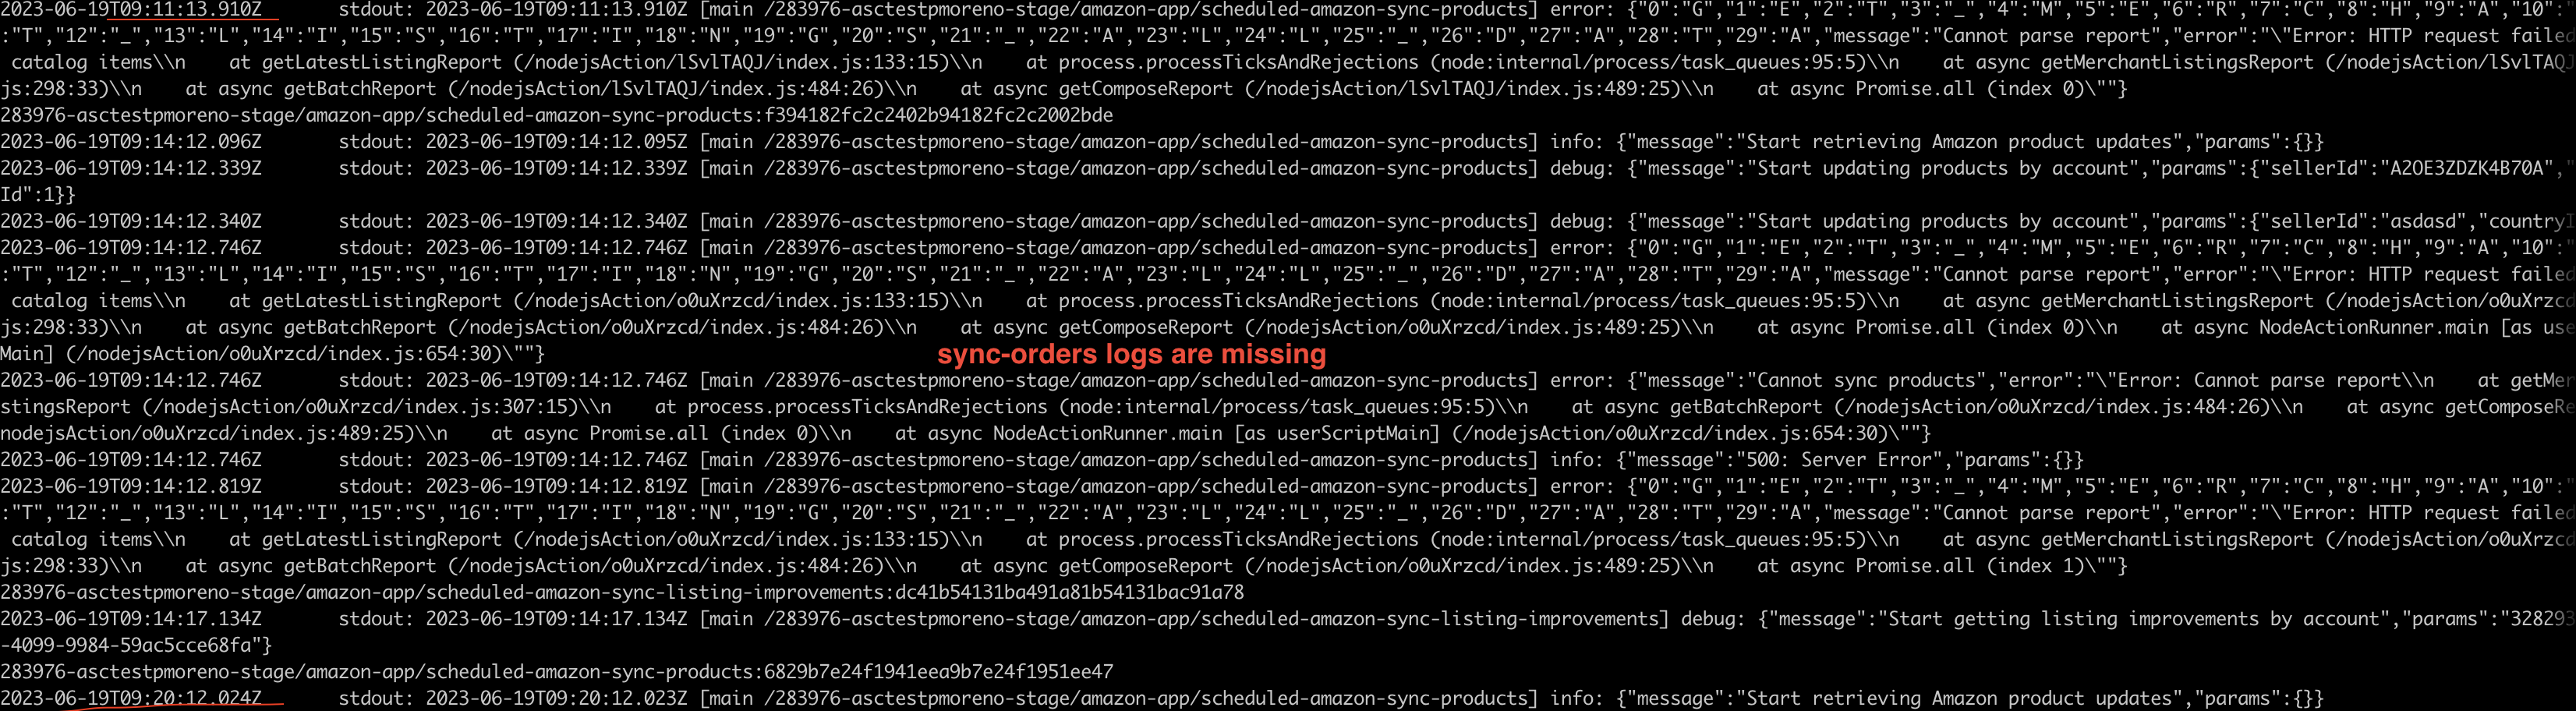 2023-06-19T09:11:13.910Z       stdout: 2023-06-19T09:11:13.910Z [main /283976-asctestpmoreno-stage/amazon-app/scheduled-amazon-sync-products] error: {"0":"G","1":"E","2":"T","3":"_","4":"M","5":"E","6":"R","7":"C","8":"H","9":"A","10":"
:"T","12":"_","13":"L","14":"I","15":"S","16":"T","17":"I","18":"N","19":"G","20":"S","21":"_","22":"A","23":"L","24":"L","25":"_","26":"D","27":"A","28":"T","29":"A","message":"Cannot parse report","error":"\"Error: HTTP request failed
 catalog items\\n    at getLatestListingReport (/nodejsAction/lSvlTAQJ/index.js:133:15)\\n    at process.processTicksAndRejections (node:internal/process/task_queues:95:5)\\n    at async getMerchantListingsReport (/nodejsAction/lSvlTAQJ
js:298:33)\\n    at async getBatchReport (/nodejsAction/lSvlTAQJ/index.js:484:26)\\n    at async getComposeReport (/nodejsAction/lSvlTAQJ/index.js:489:25)\\n    at async Promise.all (index 0)\""}
283976-asctestpmoreno-stage/amazon-app/scheduled-amazon-sync-products:f394182fc2c2402b94182fc2c2002bde
2023-06-19T09:14:12.096Z       stdout: 2023-06-19T09:14:12.095Z [main /283976-asctestpmoreno-stage/amazon-app/scheduled-amazon-sync-products] info: {"message":"Start retrieving Amazon product updates","params":{}}
2023-06-19T09:14:12.339Z       stdout: 2023-06-19T09:14:12.339Z [main /283976-asctestpmoreno-stage/amazon-app/scheduled-amazon-sync-products] debug: {"message":"Start updating products by account","params":{"sellerId":"A2OE3ZDZK4B70A","
Id":1}}
2023-06-19T09:14:12.340Z       stdout: 2023-06-19T09:14:12.340Z [main /283976-asctestpmoreno-stage/amazon-app/scheduled-amazon-sync-products] debug: {"message":"Start updating products by account","params":{"sellerId":"asdasd","countryI
2023-06-19T09:14:12.746Z       stdout: 2023-06-19T09:14:12.746Z [main /283976-asctestpmoreno-stage/amazon-app/scheduled-amazon-sync-products] error: {"0":"G","1":"E","2":"T","3":"_","4":"M","5":"E","6":"R","7":"C","8":"H","9":"A","10":"
:"T","12":"_","13":"L","14":"I","15":"S","16":"T","17":"I","18":"N","19":"G","20":"S","21":"_","22":"A","23":"L","24":"L","25":"_","26":"D","27":"A","28":"T","29":"A","message":"Cannot parse report","error":"\"Error: HTTP request failed
 catalog items\\n    at getLatestListingReport (/nodejsAction/o0uXrzcd/index.js:133:15)\\n    at process.processTicksAndRejections (node:internal/process/task_queues:95:5)\\n    at async getMerchantListingsReport (/nodejsAction/o0uXrzcd
js:298:33)\\n    at async getBatchReport (/nodejsAction/o0uXrzcd/index.js:484:26)\\n    at async getComposeReport (/nodejsAction/o0uXrzcd/index.js:489:25)\\n    at async Promise.all (index 0)\\n    at async NodeActionRunner.main [as use
Main] (/nodejsAction/o0uXrzcd/index.js:654:30)\""}
sync-orders logs are missing
2023-06-19T09:14:12.746Z       stdout: 2023-06-19T09:14:12.746Z [main /283976-asctestpmoreno-stage/amazon-app/scheduled-amazon-sync-products] error: {"message":"Cannot sync products","error":"\"Error: Cannot parse report\\n    at getMer
stingsReport (/nodejsAction/o0uXrzcd/index.js:307:15)\\n    at process.processTicksAndRejections (node:internal/process/task_queues:95:5)\\n    at async getBatchReport (/nodejsAction/o0uXrzcd/index.js:484:26)\\n    at async getComposeRe
nodejsAction/o0uXrzcd/index.js:489:25)\\n    at async Promise.all (index 0)\\n    at async NodeActionRunner.main [as userScriptMain] (/nodejsAction/o0uXrzcd/index.js:654:30)\""}
2023-06-19T09:14:12.746Z       stdout: 2023-06-19T09:14:12.746Z [main /283976-asctestpmoreno-stage/amazon-app/scheduled-amazon-sync-products] info: {"message":"500: Server Error","params":{}}
2023-06-19T09:14:12.819Z       stdout: 2023-06-19T09:14:12.819Z [main /283976-asctestpmoreno-stage/amazon-app/scheduled-amazon-sync-products] error: {"0":"G","1":"E","2":"T","3":"_","4":"M","5":"E","6":"R","7":"C","8":"H","9":"A","10":"
:"T","12":"_","13":"L","14":"I","15":"S","16":"T","17":"I","18":"N","19":"G","20":"S","21":"_","22":"A","23":"L","24":"L","25":"_","26":"D","27":"A","28":"T","29":"A","message":"Cannot parse report","error":"\"Error: HTTP request failed
 catalog items\\n    at getLatestListingReport (/nodejsAction/o0uXrzcd/index.js:133:15)\\n    at process.processTicksAndRejections (node:internal/process/task_queues:95:5)\\n    at async getMerchantListingsReport (/nodejsAction/o0uXrzcd
js:298:33)\\n    at async getBatchReport (/nodejsAction/o0uXrzcd/index.js:484:26)\\n    at async getComposeReport (/nodejsAction/o0uXrzcd/index.js:489:25)\\n    at async Promise.all (index 1)\""}
283976-asctestpmoreno-stage/amazon-app/scheduled-amazon-sync-listing-improvements:dc41b54131ba491a81b54131bac91a78
2023-06-19T09:14:17.134Z       stdout: 2023-06-19T09:14:17.134Z [main /283976-asctestpmoreno-stage/amazon-app/scheduled-amazon-sync-listing-improvements] debug: {"message":"Start getting listing improvements by account","params":"328293
-4099-9984-59ac5cce68fa"}
283976-asctestpmoreno-stage/amazon-app/scheduled-amazon-sync-products:6829b7e24f1941eea9b7e24f1951ee47
2023-06-19T09:20:12.024Z       stdout: 2023-06-19T09:20:12.023Z [main /283976-asctestpmoreno-stage/amazon-app/scheduled-amazon-sync-products] info: {"message":"Start retrieving Amazon product updates","params":{}}